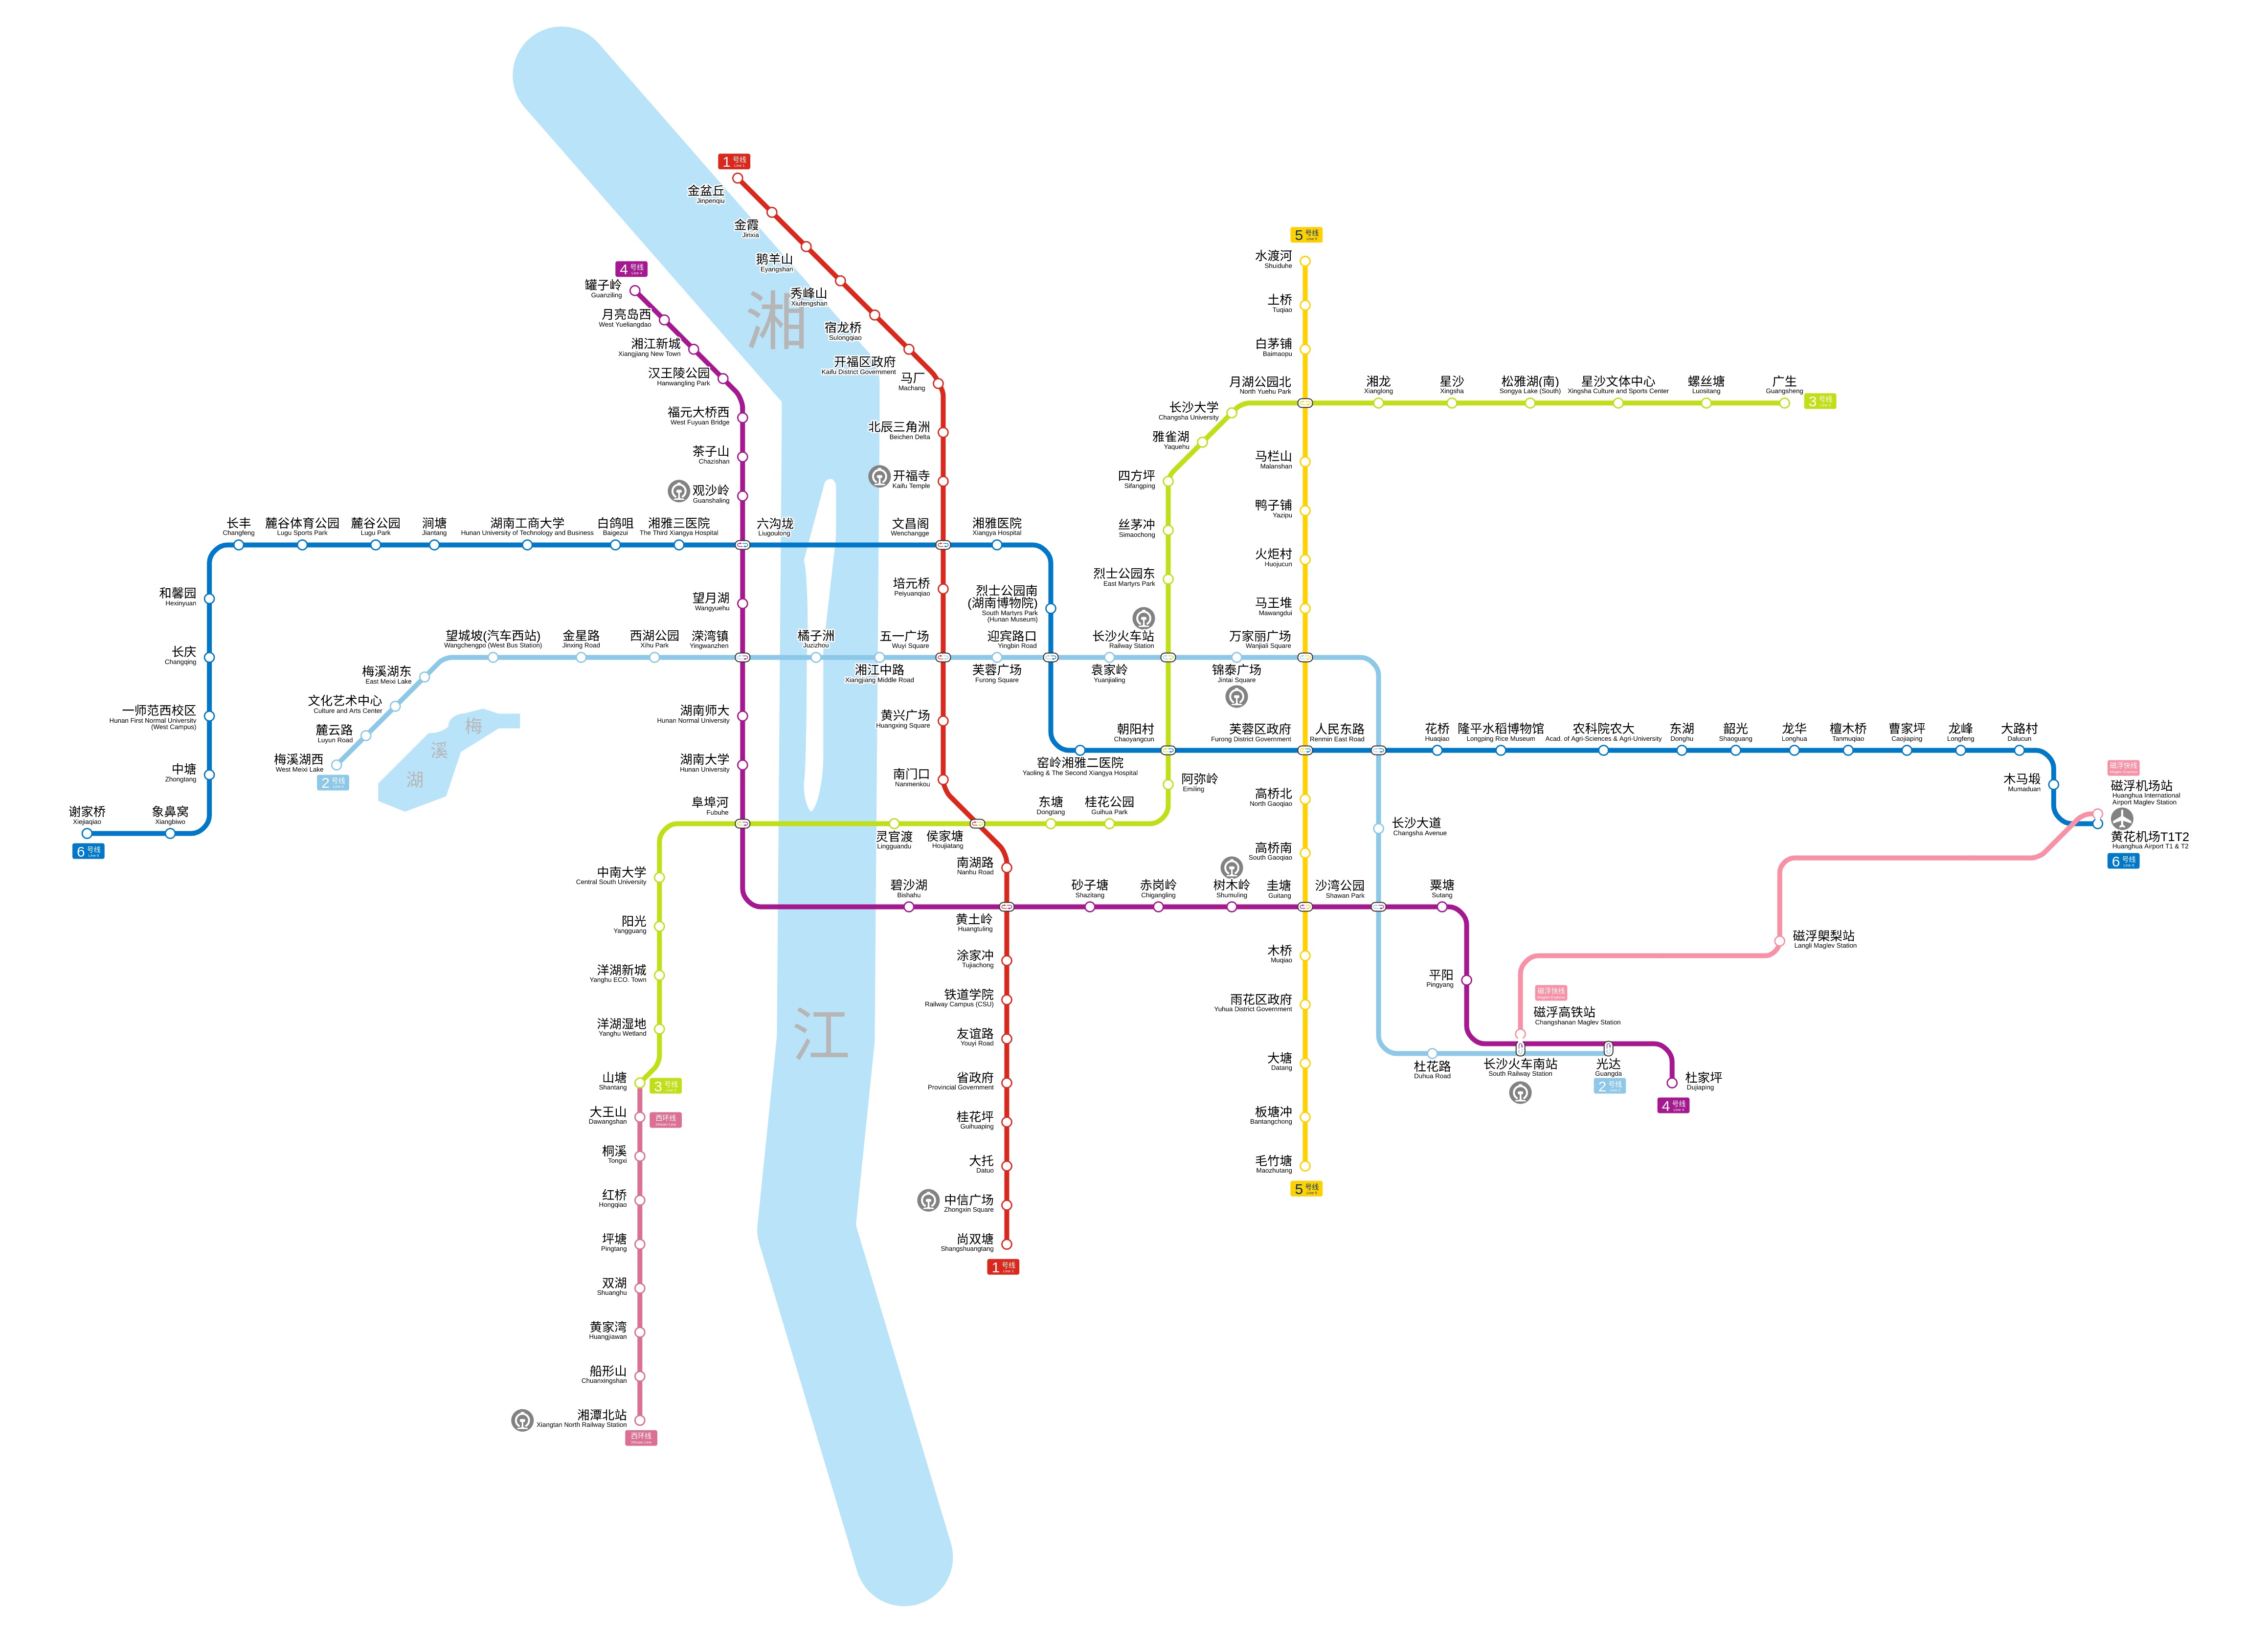 1 号线
Line 1
金盆丘
Jinpenqiu
金霞
Jinxia
鹅羊山
Eyangshan
秀峰山
Xiufengshan
宿龙桥
Sulongqiao
开福区政府
Kaifu District Government
马厂
Machang
北辰三角洲
Beichen Delta
开福寺
Kaifu Temple
文昌阁
Wenchangge
培元桥
Peiyuanqiao
五一广场
Wuyi Square
黄兴广场
Huangxing Square
南门口
Nanmenkou
侯家塘
Houjiatang
南湖路
Nanhu Road
黄土岭
Huangtuling
涂家冲
Tujiachong
铁道学院
Railway Campus (CSU)
友谊路
Youyi Road
省政府
Provincial Government
桂花坪
Guihuaping
大托
Datuo
中信广场
Zhongxin Square
尚双塘
Shangshuangtang
1 号线
Line 1
4 号线
Line 4
罐子岭
Guanziling
月亮岛西
West Yueliangdao
湘江新城
Xiangjiang New Town
汉王陵公园
Hanwangling Park
福元大桥西
West Fuyuan Bridge
茶子山
Chazishan
观沙岭
Guanshaling
六沟垅
Liugoulong
望月湖
Wangyuehu
溁湾镇
Yingwanzhen
湖南师大
Hunan Normal University
湖南大学
Hunan University
阜埠河
Fubuhe
碧沙湖
Bishahu
砂子塘
Shazitang
赤岗岭
Chigangling
树木岭
Shumuling
圭塘
Guitang
沙湾公园
Shawan Park
粟塘
Sutang
平阳
Pingyang
长沙火车南站
South Railway Station
光达
Guangda
2 号线
Line 2
杜家坪
Dujiaping
4 号线
Line 4
5 号线
Line 5
水渡河
Shuiduhe
土桥
Tuqiao
白茅铺
Baimaopu
月湖公园北
North Yuehu Park
马栏山
Malanshan
鸭子铺
Yazipu
火炬村
Huojucun
马王堆
Mawangdui
万家丽广场
Wanjiali Square
芙蓉区政府
Furong District Government
高桥北
North Gaoqiao
高桥南
South Gaoqiao
木桥
Muqiao
雨花区政府
Yuhua District Government
大塘
Datang
板塘冲
Bantangchong
毛竹塘
Maozhutang
5 号线
Line 5
湘龙
Xianglong
星沙
Xingsha
松雅湖(南)
Songya Lake (South)
星沙文体中心
Xingsha Culture and Sports Center
螺丝塘
Luositang
广生
Guangsheng
3 号线
Line 3
长沙大学
Changsha University
雅雀湖
Yaquehu
四方坪
Sifangping
丝茅冲
Simaochong
烈士公园东
East Martyrs Park
长沙火车站
Railway Station
朝阳村
Chaoyangcun
阿弥岭
Emiling
桂花公园
Guihua Park
东塘
Dongtang
灵官渡
Lingguandu
中南大学
Central South University
阳光
Yangguang
洋湖新城
Yanghu ECO. Town
洋湖湿地
Yanghu Wetland
山塘
Shantang
3 号线
Line 3
大王山
Dawangshan
西环线
桐溪
Tongxi
红桥
Hongqiao
坪塘
Pingtang
双湖
Shuanghu
黄家湾
Huangjiawan
船形山
Chuanxingshan
湘潭北站
Xiangtan North Railway Station
西环线
长丰
Changfeng
麓谷体育公园
Lugu Sports Park
麓谷公园
Lugu Park
涧塘
Jiantang
湖南工商大学
Hunan University of Technology and Business
白鸽咀
Baigezui
湘雅三医院
The Third Xiangya Hospital
湘雅医院
Xiangya Hospital
烈士公园南
(湖南博物院)
South Martyrs Park
(Hunan Museum)
迎宾路口
Yingbin Road
窑岭湘雅二医院
Yaoling & The Second Xiangya Hospital
人民东路
Renmin East Road
花桥
Huaqiao
隆平水稻博物馆
Longping Rice Museum
农科院农大
Acad. of Agri-Sciences & Agri-University
东湖
Donghu
韶光
Shaoguang
龙华
Longhua
檀木桥
Tanmuqiao
曹家坪
Caojiaping
龙峰
Longfeng
大路村
Dalucun
木马塅
Mumaduan
磁浮快线
磁浮机场站
Huanghua International
Airport Maglev Station
黄花机场T1T2
Huanghua Airport T1 & T2
6 号线
Line 6
和馨园
Hexinyuan
长庆
Changqing
一师范西校区
Hunan First Normal University
(West Campus)
中塘
Zhongtang
象鼻窝
Xiangbiwo
谢家桥
Xiejiaqiao
6 号线
Line 6
望城坡(汽车西站)
Wangchengpo (West Bus Station)
金星路
Jinxing Road
西湖公园
Xihu Park
橘子洲
Juzizhou
湘江中路
Xiangjiang Middle Road
芙蓉广场
Furong Square
袁家岭
Yuanjialing
锦泰广场
Jintai Square
梅溪湖东
East Meixi Lake
文化艺术中心
Culture and Arts Center
麓云路
Luyun Road
梅溪湖西
West Meixi Lake
2 号线
Line 2
长沙大道
Changsha Avenue
杜花路
Duhua Road
磁浮㮾梨站
Langli Maglev Station
磁浮快线
磁浮高铁站
Changshanan Maglev Station
湘
江
梅
溪
湖